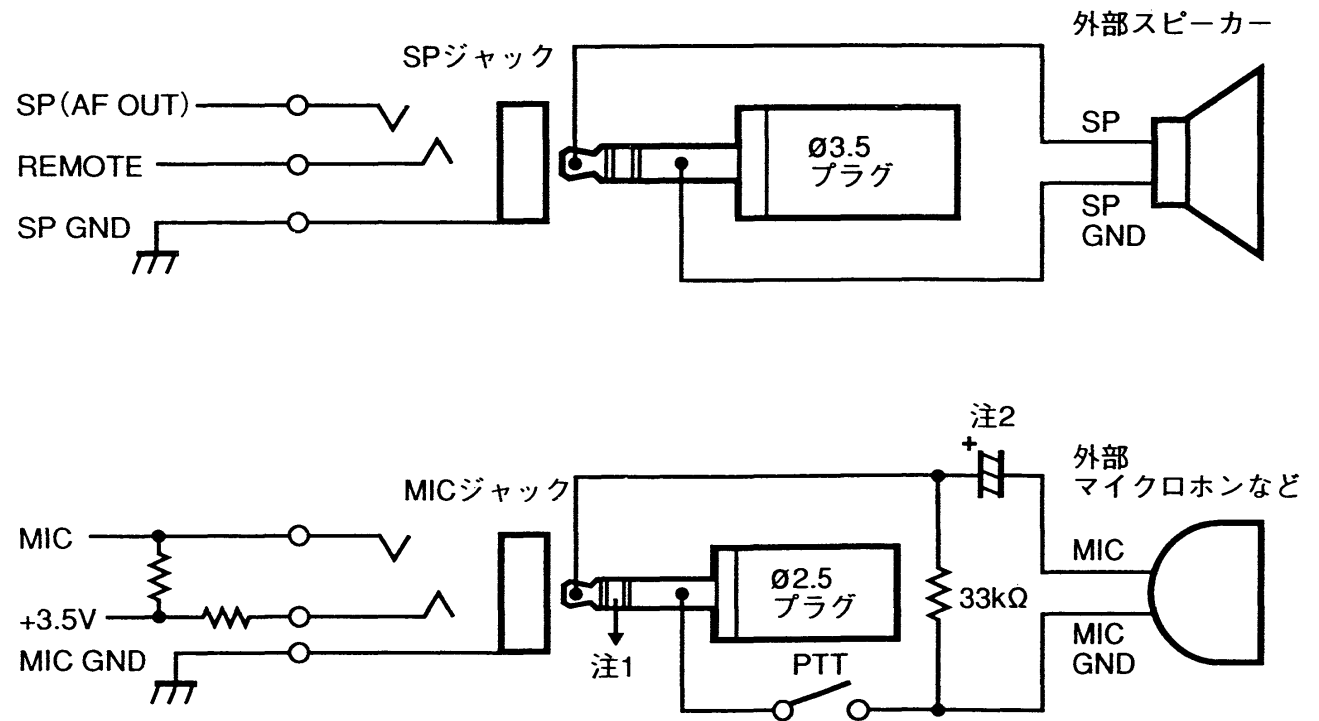 外部スピーカー
SPジャック
SP(AF OUT)
REMOTE
SP GND
ø3.5
プラグ
SP
SP
GND
注2
+
外部
マイクロホンなど
MICジャック
MIC
+3.5V
MIC GND
注1
ø2.5
プラグ
PTT
33kΩ
MIC
MIC
GND